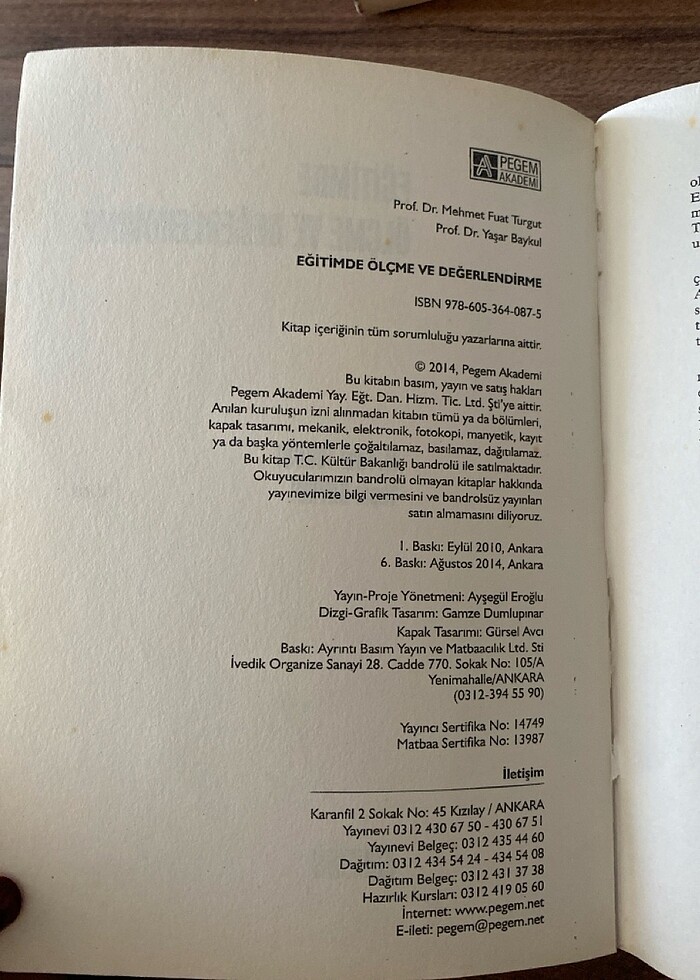 PEGEM
AKADEMİ
Prof. Dr. Mehmet Fuat Turgut
Prof. Dr. Yaşar Baykul
EĞİTİMDE ÖLÇME VE DEĞERLENDİRME
ISBN 978-605-364-087-5
Kitap içeriğinin tüm sorumluluğu yazarlarına aittir.
© 2014, Pegem Akademi
Bu kitabın basım, yayın ve satış hakları
Pegem Akademi Yay. Eğt. Dan. Hizm. Tic. Ltd. Şti'ye aittir.
Anılan kuruluşun izni alınmadan kitabın tümü ya da bölümleri,
kapak tasarımı, mekanik, elektronik, fotokopi, manyetik, kayıt
ya da başka yöntemlerle çoğaltılamaz, basılamaz, dağıtılamaz.
Bu kitap T.C. Kültür Bakanlığı bandrolü ile satılmaktadır.
Okuyucularımızın bandrolü olmayan kitaplar hakkında
yayınevimize bilgi vermesini ve bandrolsüz yayınları
satın almamasını diliyoruz.
1. Baskı: Eylül 2010, Ankara
6. Baskı: Ağustos 2014, Ankara
Yayın-Proje Yönetmeni: Ayşegül Eroğlu
Dizgi-Grafik Tasarım: Gamze Dumlupınar
Kapak Tasarımı: Gürsel Avcı
Baskı: Ayrıntı Basım Yayın ve Matbaacılık Ltd. Sti
İvedik Organize Sanayi 28. Cadde 770. Sokak No: 105/A
Yenimahalle/ANKARA
(0312-394 55 90)
Yayıncı Sertifika No: 14749
Matbaa Sertifika No: 13987
İletişim
Karanfil 2 Sokak No: 45 Kızılay / ANKARA
Yayınevi 0312 430 67 50 - 430 67 51
Yayınevi Belgeç: 0312 435 44 60
Dağıtım: 0312 434 54 24 - 434 54 08
Dağıtım Belgeç: 0312 431 37 38
Hazırlık Kursları: 0312 419 05 60
İnternet: www.pegem.net
E-ileti: pegem@pegem.net